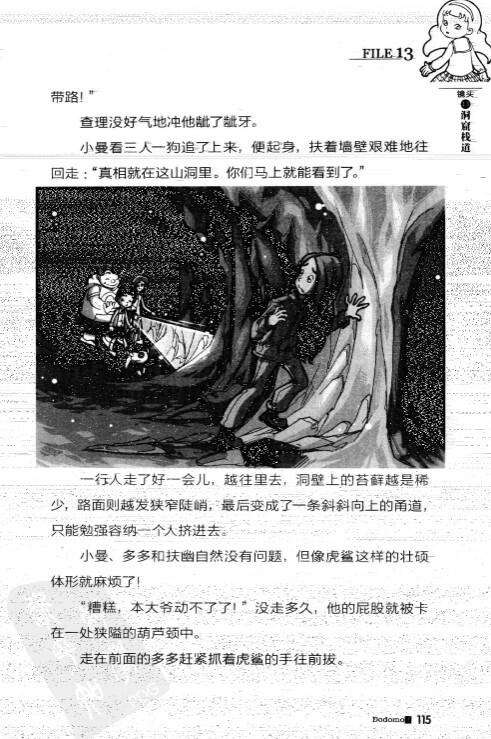 FILE 13
镜头
洞窟栈道
带路！”
查理没好气地冲他龇了龇牙。
小曼看三人一狗追了上来，便起身，扶着墙壁艰难地往
回走：“真相就在这山洞里。你们马上就能看到了。”
一行人走了好一会儿，越往里去，洞壁上的苔藓越是稀
少，路面则越发狭窄陡峭，最后变成了一条斜斜向上的甬道，
只能勉强容纳一个人挤进去。
小曼、多多和扶幽自然没有问题，但像虎鲨这样的壮硕
体形就麻烦了！
“糟糕，本大爷动不了了！”没走多久，他的屁股就被卡
在一处狭隘的葫芦颈中。
走在前面的多多赶紧抓着虎鲨的手往前拔。
Dodomo 115